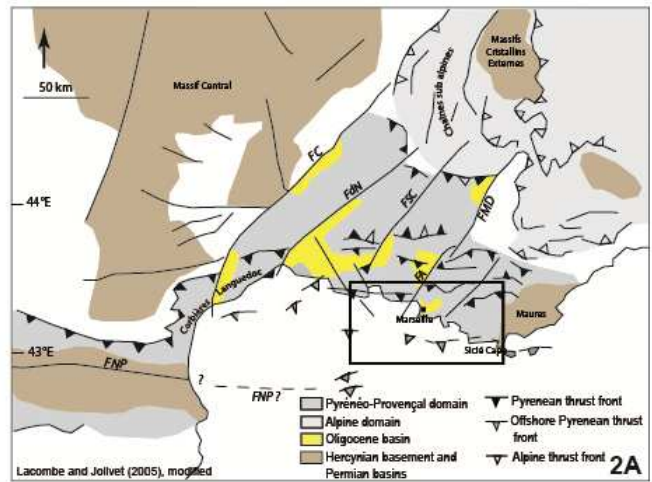 Massifs
Cristallins
Externes
50 km
Massif Central
Chaines sub alpines
FC
FdN
FSC
FMD
44°E
FA
Languedoc
Corbières
Marseille
Maures
Sicié Cape
43°E
FNP
?
FNP ?
Pyrénéo-Provençal domain
Alpine domain
Oligocene basin
Hercynian basement and
Permian basins
Pyrenean thrust front
Offshore Pyrenean thrust
front
Alpine thrust front
Lacombe and Jolivet (2005), modified
2A